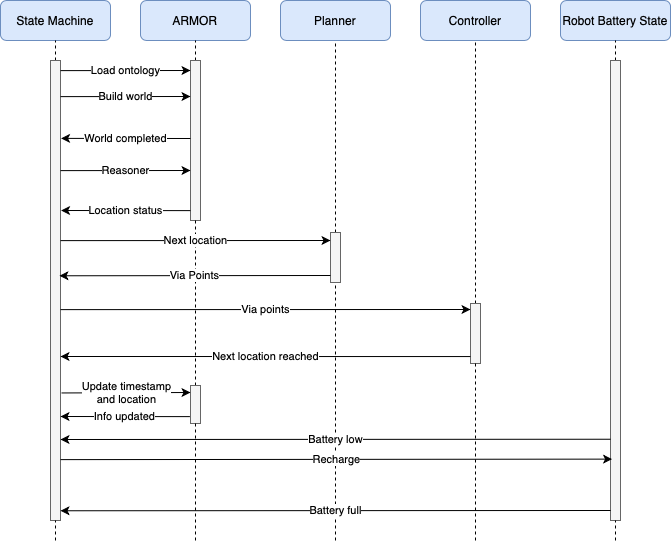 State Machine
ARMOR
Planner
Controller
Robot Battery State
Load ontology
Build world
World completed
Reasoner
Location status
Next location
Via Points
Via points
Next location reached
Update timestamp
and location
Info updated
Battery low
Recharge
Battery full